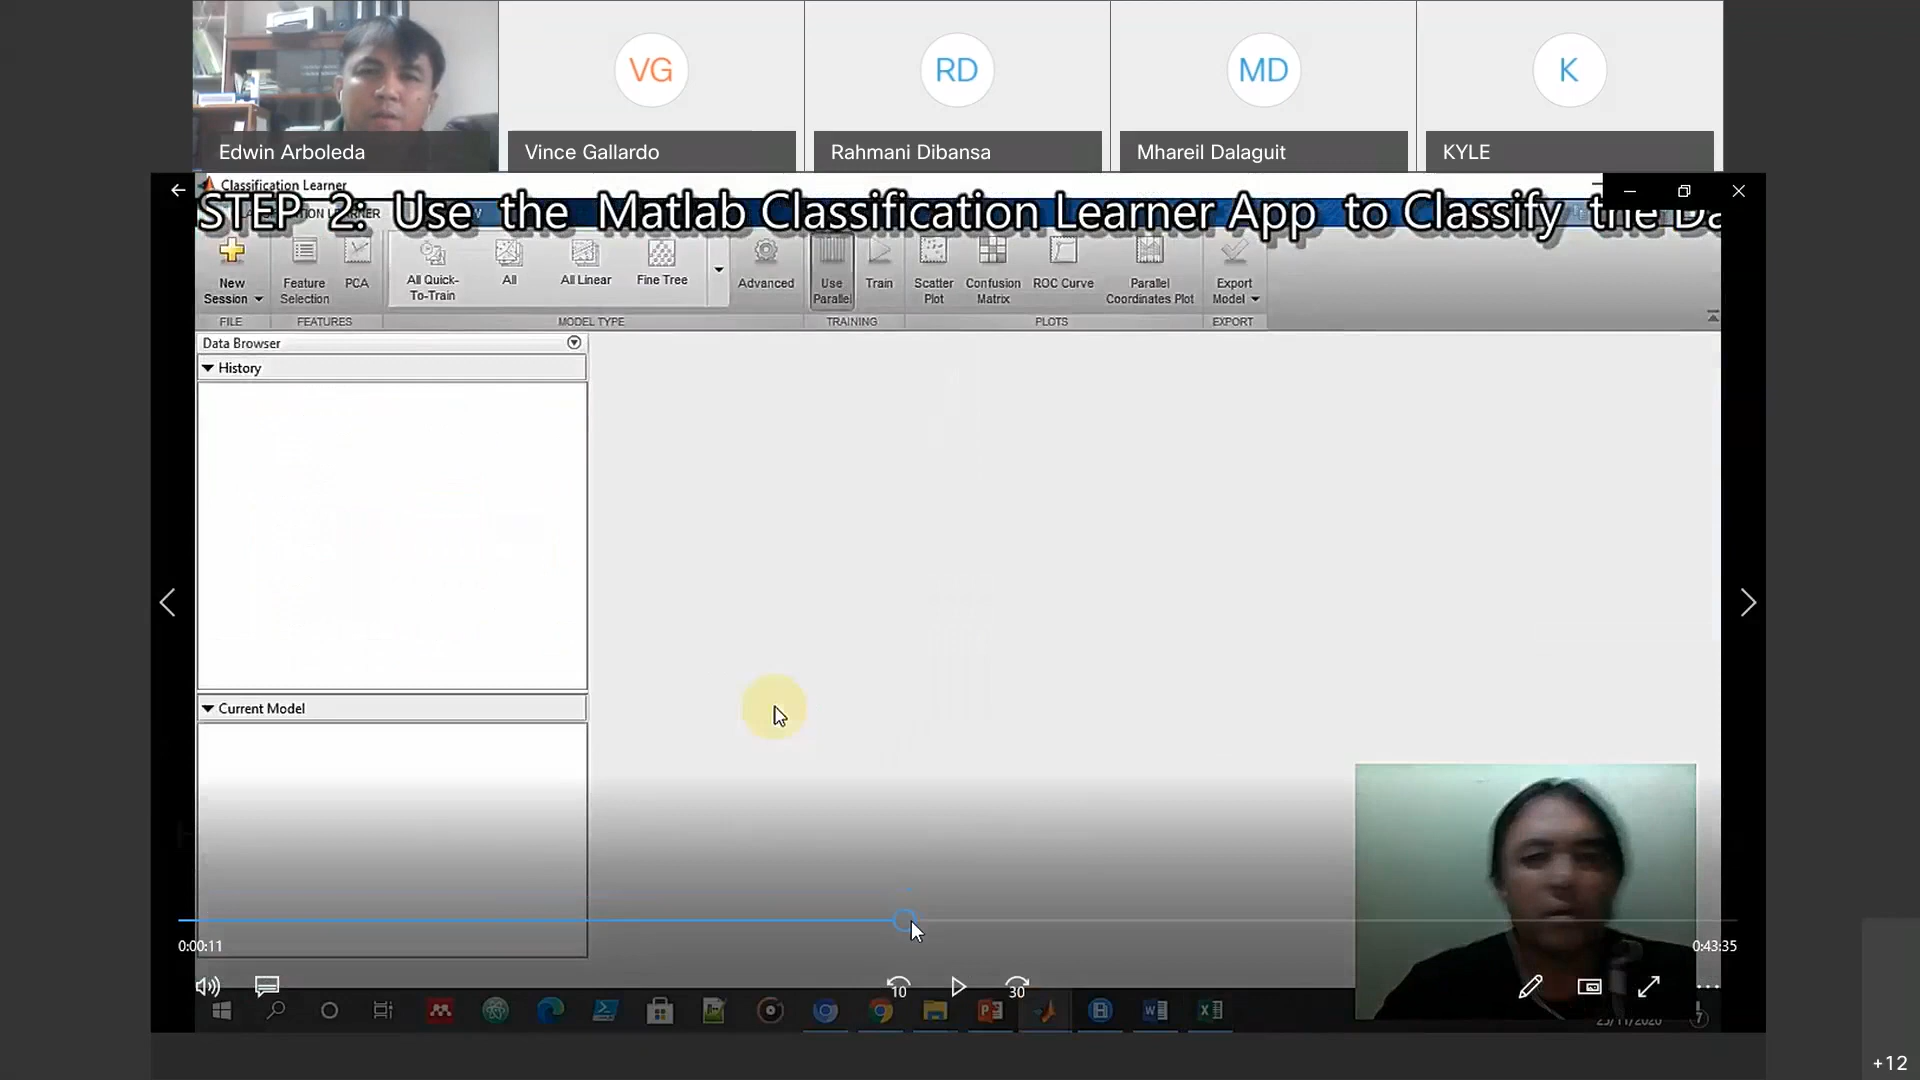 VG
RD
MD
K
Edwin Arboleda
Vince Gallardo
Rahmani Dibansa
Mhareil Dalaguit
KYLE
Classification Learner
STEP 2: Use the Matlab Classification Learner App to Classify the Da
New Session
Feature Selection
PCA
All Quick-To-Train
All
All Linear
Fine Tree
Advanced
Use Parallel
Train
Scatter Plot
Confusion Matrix
ROC Curve
Parallel Coordinates Plot
Export Model
FILE
FEATURES
MODEL TYPE
TRAINING
PLOTS
EXPORT
Data Browser
History
Current Model
0:00:11
0:43:35
10
30
+12